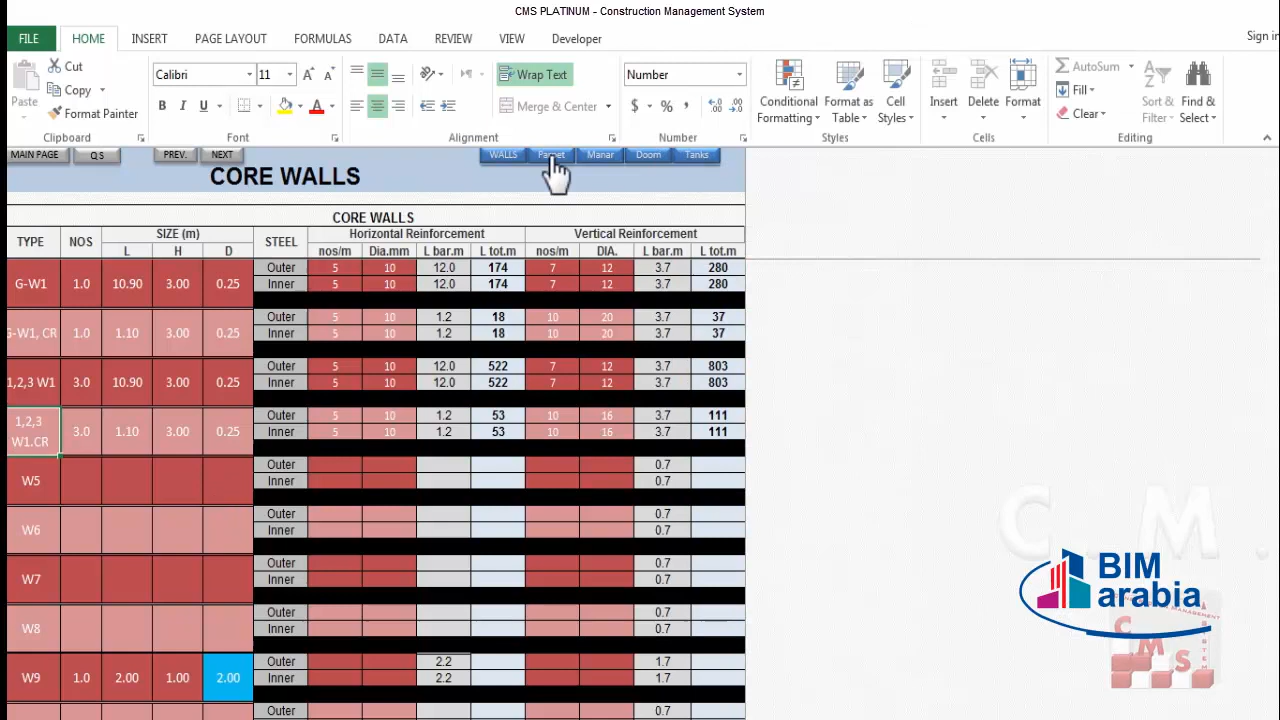 CMS PLATINUM - Construction Management System
FILE HOME INSERT PAGE LAYOUT FORMULAS DATA REVIEW VIEW Developer Sign in
Cut
Copy
Format Painter
Paste
Clipboard
Calibri 11
B I U
Font
Wrap Text
Merge & Center
Alignment
Number
$ % ,
Number
Conditional Formatting
Format as Table
Cell Styles
Styles
Insert Delete Format
Cells
AutoSum
Fill
Clear
Sort & Filter
Find & Select
Editing
MAIN PAGE Q S PREV. NEXT WALLS Manar Doom Tanks
CORE WALLS
CORE WALLS
TYPE NOS SIZE (m) STEEL Horizontal Reinforcement Vertical Reinforcement
L H D nos/m Dia.mm L bar.m L tot.m nos/m DIA. L bar.m L tot.m
G-W1 1.0 10.90 3.00 0.25
Outer 5 10 12.0 174 7 12 3.7 280
Inner 5 10 12.0 174 7 12 3.7 280
G-W1, CR 1.0 1.10 3.00 0.25
Outer 5 10 1.2 18 10 20 3.7 37
Inner 5 10 1.2 18 10 20 3.7 37
1,2,3 W1 3.0 10.90 3.00 0.25
Outer 5 10 12.0 522 7 12 3.7 803
Inner 5 10 12.0 522 7 12 3.7 803
1,2,3
W1.CR 3.0 1.10 3.00 0.25
Outer 5 10 1.2 53 10 16 3.7 111
Inner 5 10 1.2 53 10 16 3.7 111
W5
Outer 0.7
Inner 0.7
W6
Outer 0.7
Inner 0.7
W7
Outer 0.7
Inner 0.7
W8
Outer 0.7
Inner 0.7
W9 1.0 2.00 1.00 2.00
Outer 2.2 1.7
Inner 2.2 1.7
Outer 0.7
C . M .
BIM
arabia
C
M
S